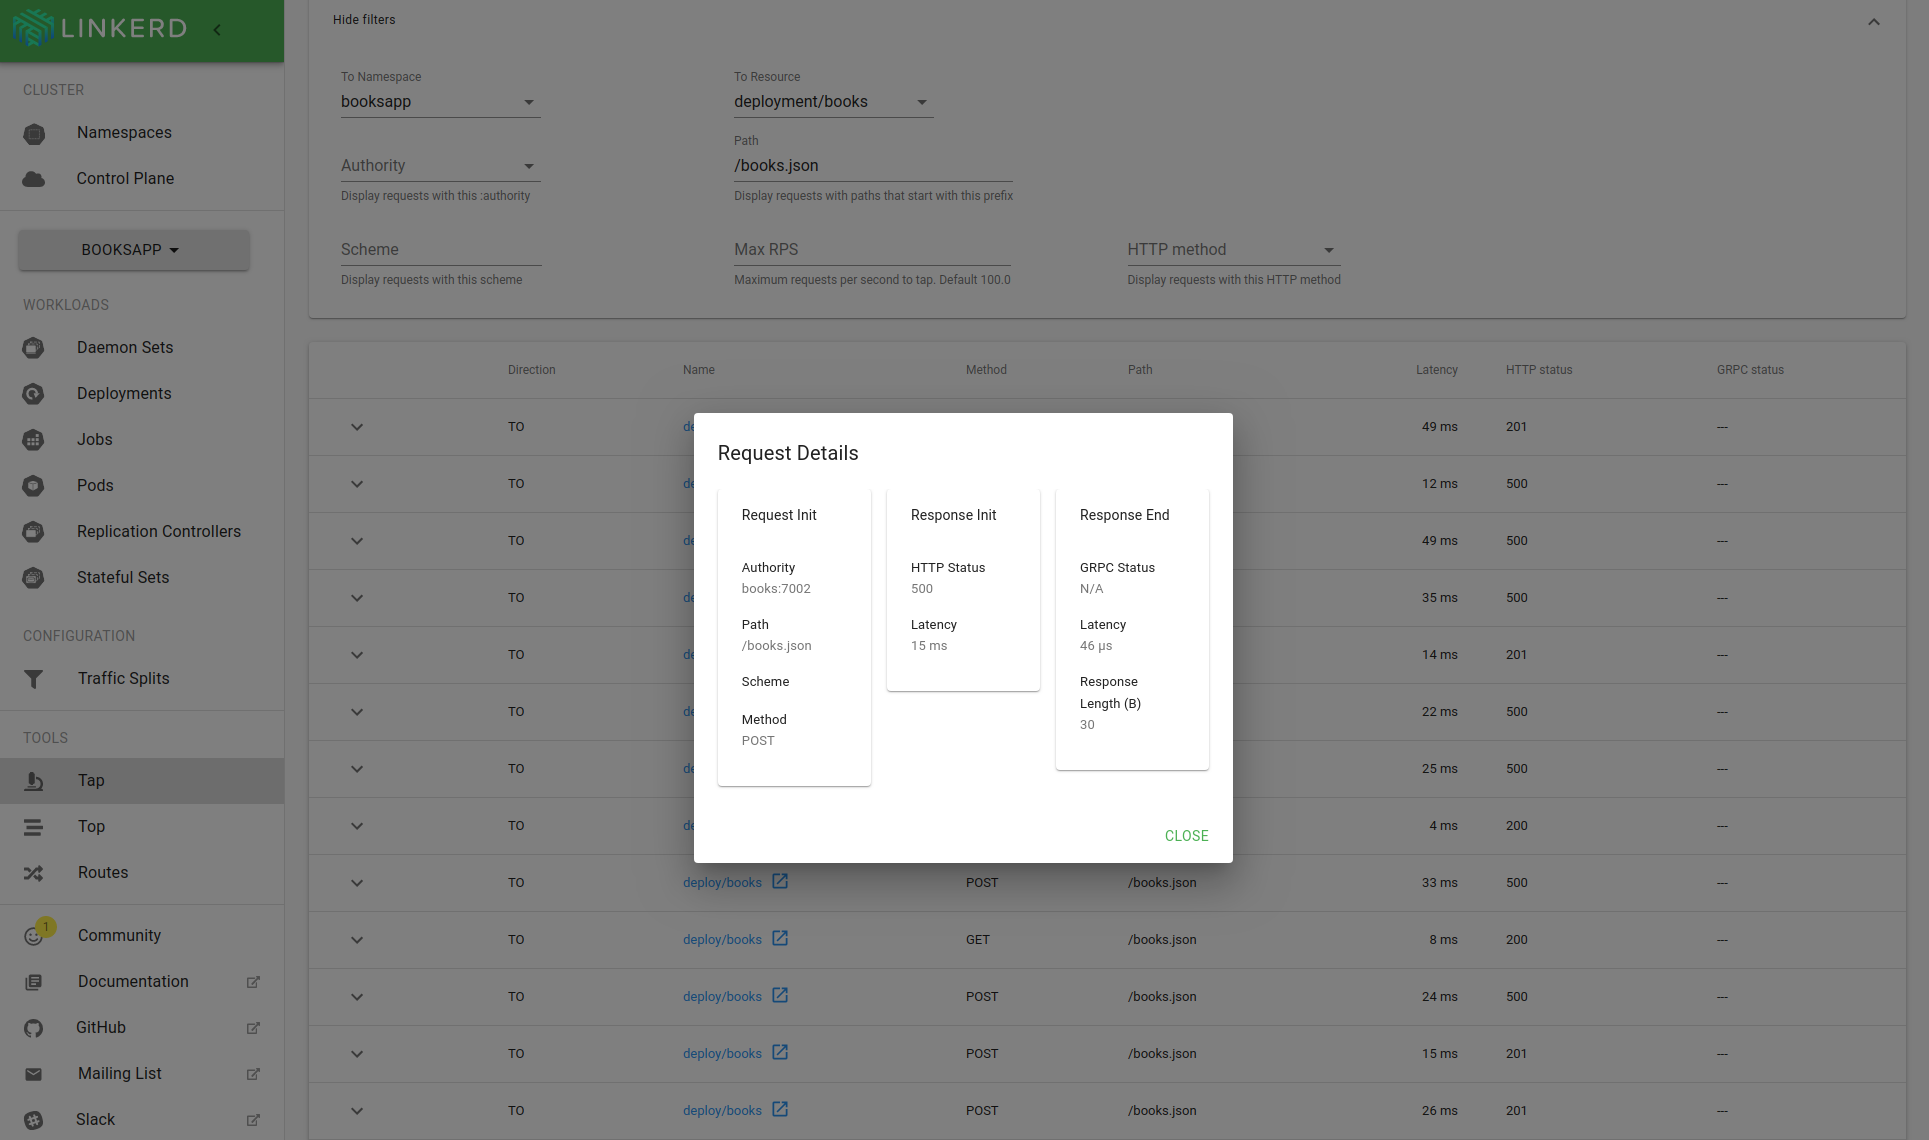 LINKERD
CLUSTER
Namespaces
Control Plane
BOOKSAPP
WORKLOADS
Daemon Sets
Deployments
Jobs
Pods
Replication Controllers
Stateful Sets
CONFIGURATION
Traffic Splits
TOOLS
Tap
Top
Routes
1
Community
Documentation
GitHub
Mailing List
Slack
Hide filters
To Namespace
booksapp
To Resource
deployment/books
Authority
Display requests with this :authority
Path
/books.json
Display requests with paths that start with this prefix
Scheme
Display requests with this scheme
Max RPS
Maximum requests per second to tap. Default 100.0
HTTP method
Display requests with this HTTP method
Direction Name Method Path Latency HTTP status GRPC status
TO de 49 ms 201 ---
TO de 12 ms 500 ---
TO de 49 ms 500 ---
TO de 35 ms 500 ---
TO de 14 ms 201 ---
TO de 22 ms 500 ---
TO de 25 ms 500 ---
TO de 4 ms 200 ---
TO deploy/books POST /books.json 33 ms 500 ---
TO deploy/books GET /books.json 8 ms 200 ---
TO deploy/books POST /books.json 24 ms 500 ---
TO deploy/books POST /books.json 15 ms 201 ---
TO deploy/books POST /books.json 26 ms 201 ---
Request Details
Request Init
Authority
books:7002
Path
/books.json
Scheme
Method
POST
Response Init
HTTP Status
500
Latency
15 ms
Response End
GRPC Status
N/A
Latency
46 µs
Response
Length (B)
30
CLOSE